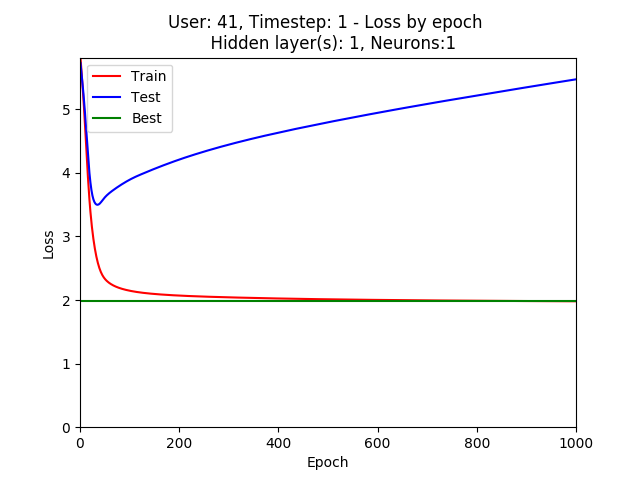 User: 41, Timestep: 1 - Loss by epoch
Hidden layer(s): 1, Neurons:1
Train
Test
Best
5
4
3
2
1
0
Loss
0 200 400 600 800 1000
Epoch